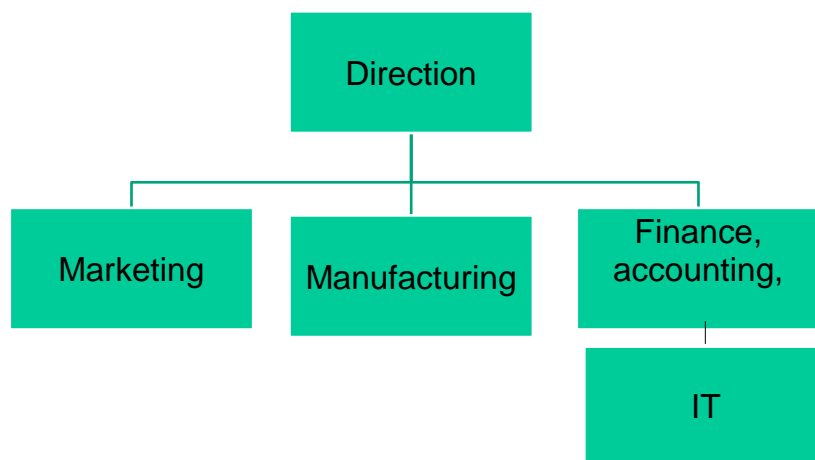 Direction
Marketing
Manufacturing
Finance,
accounting,
IT